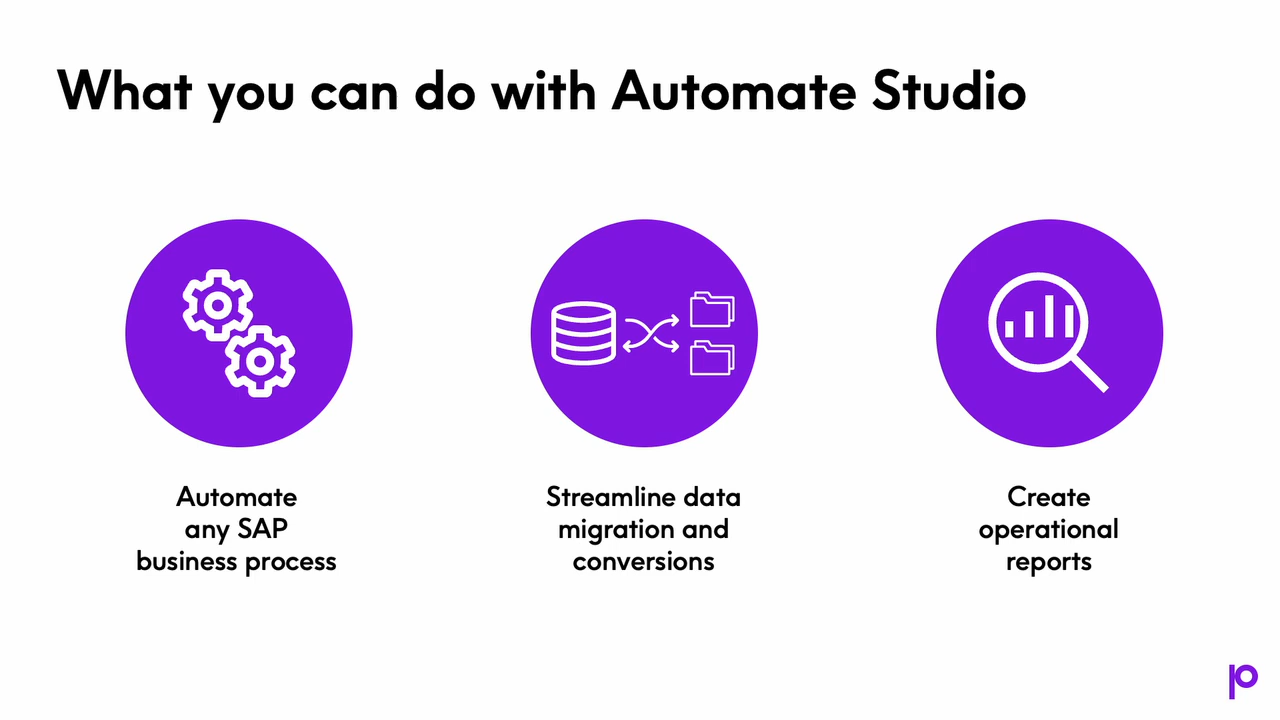 What you can do with Automate Studio
Automate
any SAP
business process
Streamline data
migration and
conversions
Create
operational
reports